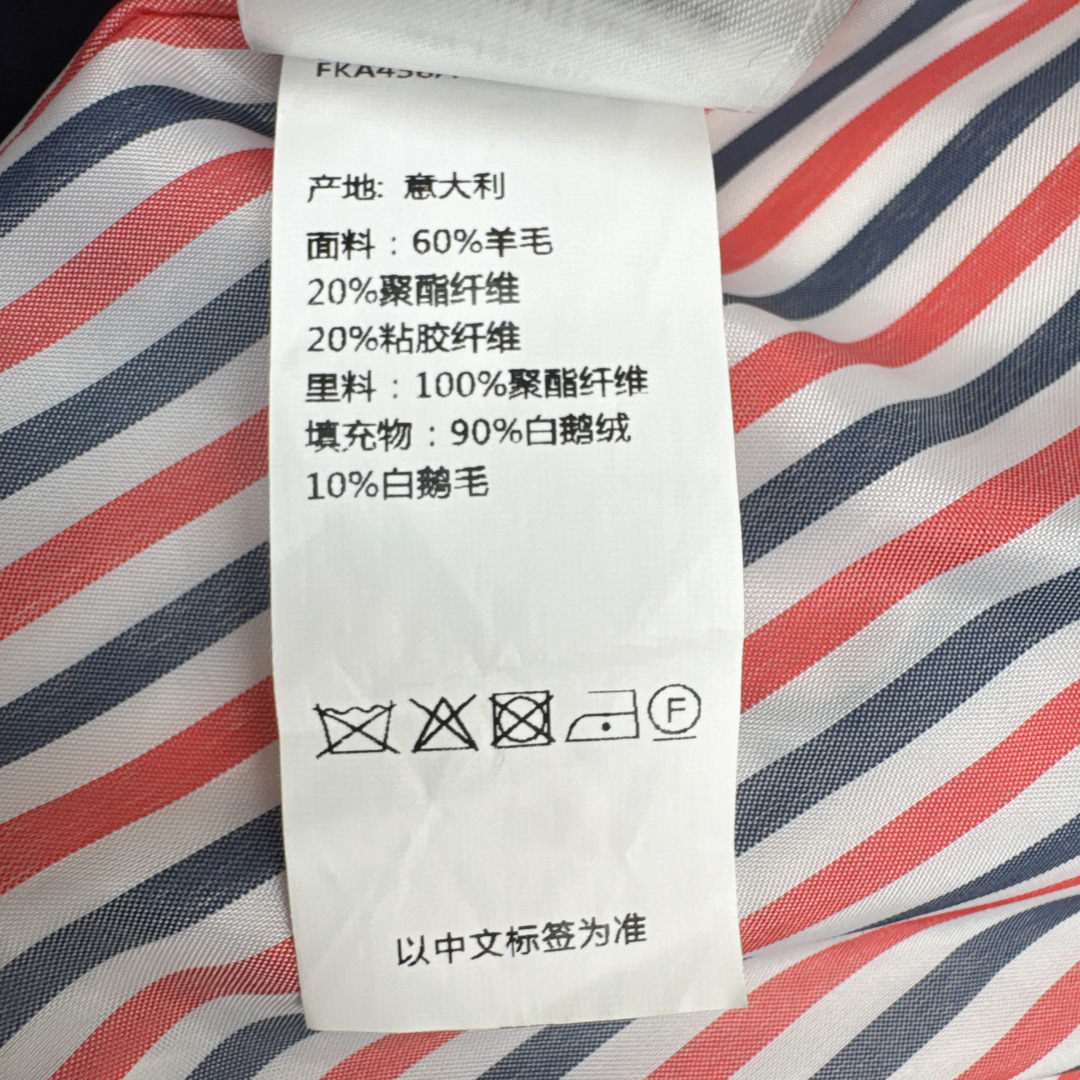 产地: 意大利
面料：60%羊毛
20%聚酯纤维
20%粘胶纤维
里料：100%聚酯纤维
填充物：90%白鹅绒
10%白鹅毛
F
以中文标签为准